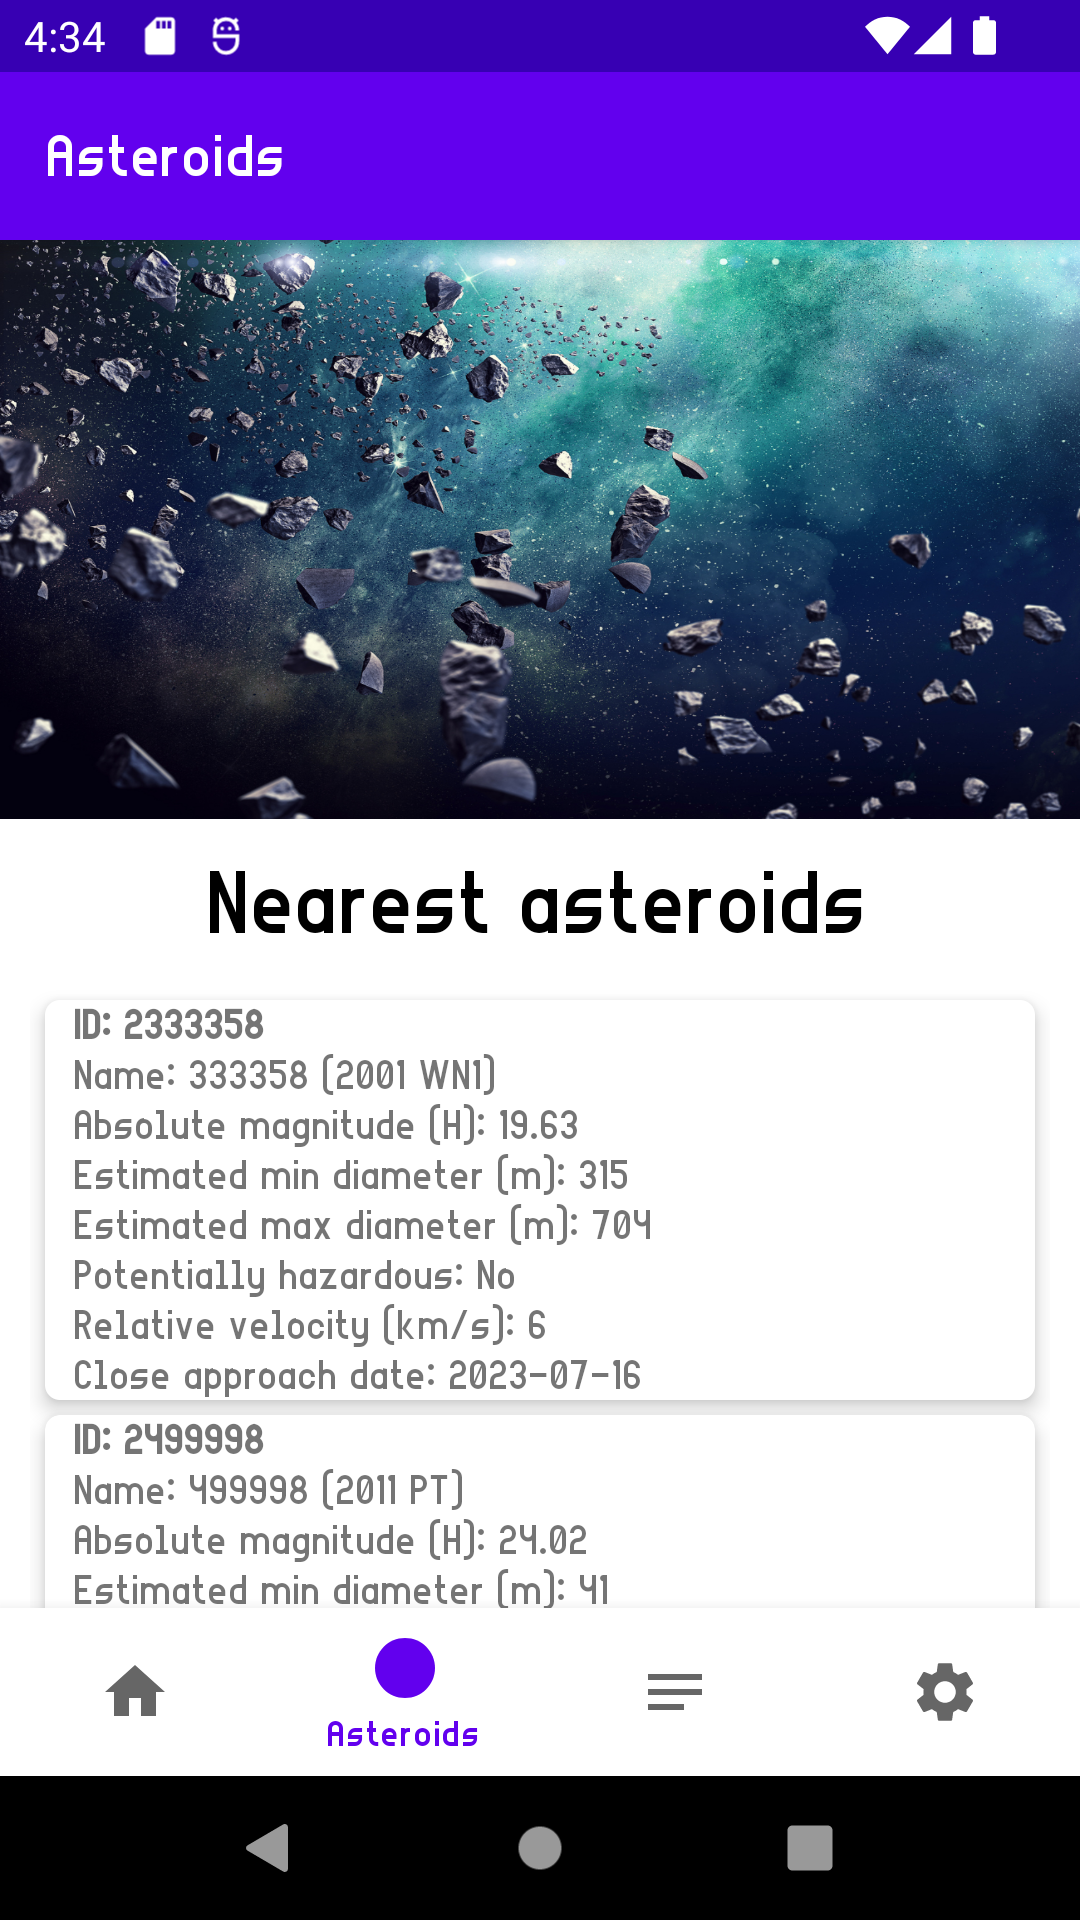 4:34
Asteroids
Nearest asteroids
ID: 2333358
Name: 333358 (2001 WN1)
Absolute magnitude (H): 19.63
Estimated min diameter (m): 315
Estimated max diameter (m): 704
Potentially hazardous: No
Relative velocity (km/s): 6
Close approach date: 2023-07-16
ID: 2499998
Name: 499998 (2011 PT)
Absolute magnitude (H): 24.02
Estimated min diameter (m): 41
Asteroids